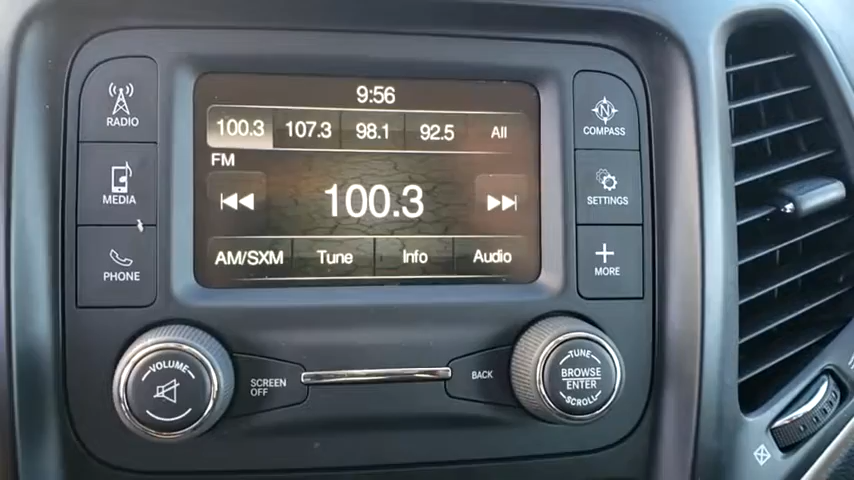 9:56
100.3 107.3 98.1 92.5 All
FM
100.3
AM/SXM Tune Info Audio
RADIO
MEDIA
PHONE
N
COMPASS
SETTINGS
MORE
VOLUME
SCREEN
OFF
BACK
TUNE
BROWSE
ENTER
SCROLL